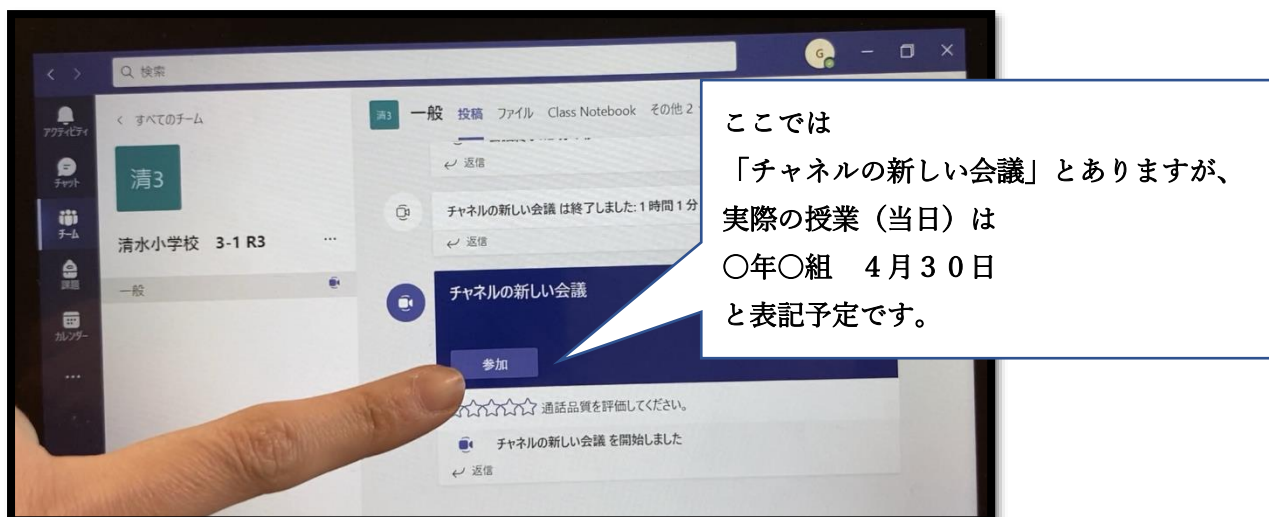 検索
G
アクティビティ
チャット
チーム
課題
カレンダー
すべてのチーム
清3
清水小学校 3-1 R3
一般
清3 一般 投稿 ファイル Class Notebook その他 2
返信
チャネルの新しい会議 は終了しました: 1 時間 1 分
返信
チャネルの新しい会議
参加
通話品質を評価してください。
チャネルの新しい会議 を開始しました
返信
ここでは
「チャネルの新しい会議」とありますが、
実際の授業（当日）は
〇年〇組　４月３０日
と表記予定です。